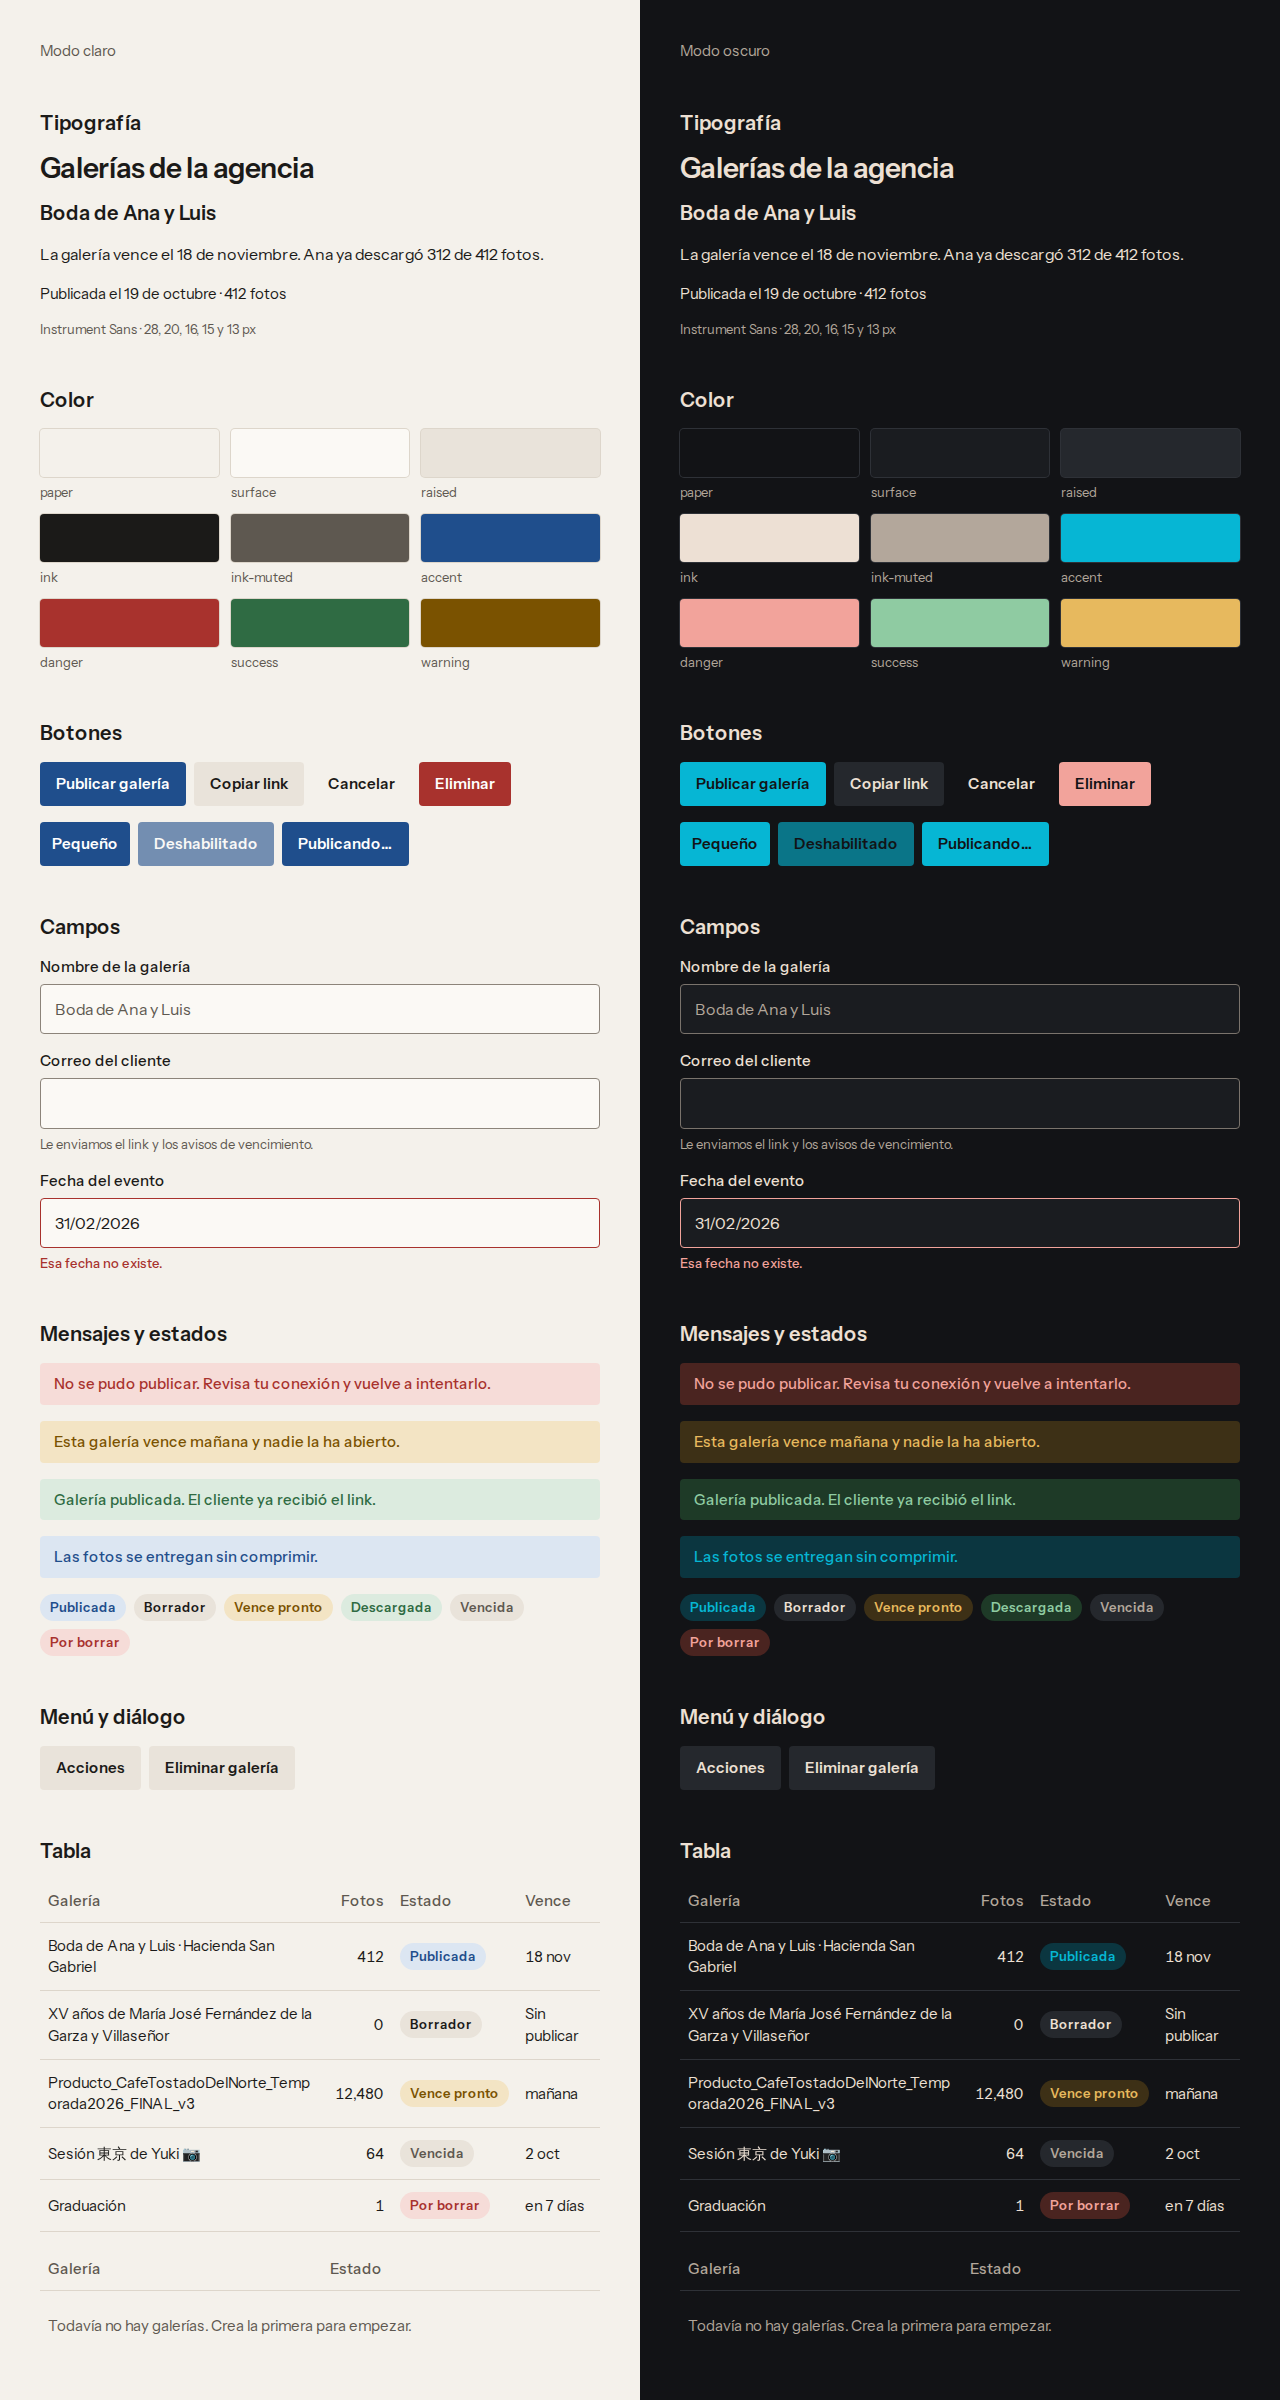 Modo claro
Tipografía
Galerías de la agencia
Boda de Ana y Luis
La galería vence el 18 de noviembre. Ana ya descargó 312 de 412 fotos.
Publicada el 19 de octubre · 412 fotos
Instrument Sans · 28, 20, 16, 15 y 13 px
Color
paper surface raised
ink ink-muted accent
danger success warning
Botones
Publicar galería Copiar link Cancelar Eliminar
Pequeño Deshabilitado Publicando...
Campos
Nombre de la galería
Boda de Ana y Luis
Correo del cliente
Le enviamos el link y los avisos de vencimiento.
Fecha del evento
31/02/2026
Esa fecha no existe.
Mensajes y estados
No se pudo publicar. Revisa tu conexión y vuelve a intentarlo.
Esta galería vence mañana y nadie la ha abierto.
Galería publicada. El cliente ya recibió el link.
Las fotos se entregan sin comprimir.
Publicada Borrador Vence pronto Descargada Vencida
Por borrar
Menú y diálogo
Acciones Eliminar galería
Tabla
Galería Fotos Estado Vence
Boda de Ana y Luis · Hacienda San
Gabriel 412 Publicada 18 nov
XV años de María José Fernández de la
Garza y Villaseñor 0 Borrador Sin
publicar
Producto_CafeTostadoDelNorte_Temp
orada2026_FINAL_v3 12,480 Vence pronto mañana
Sesión 東京 de Yuki 📷 64 Vencida 2 oct
Graduación 1 Por borrar en 7 días
Galería Estado
Todavía no hay galerías. Crea la primera para empezar.
Modo oscuro
Tipografía
Galerías de la agencia
Boda de Ana y Luis
La galería vence el 18 de noviembre. Ana ya descargó 312 de 412 fotos.
Publicada el 19 de octubre · 412 fotos
Instrument Sans · 28, 20, 16, 15 y 13 px
Color
paper surface raised
ink ink-muted accent
danger success warning
Botones
Publicar galería Copiar link Cancelar Eliminar
Pequeño Deshabilitado Publicando...
Campos
Nombre de la galería
Boda de Ana y Luis
Correo del cliente
Le enviamos el link y los avisos de vencimiento.
Fecha del evento
31/02/2026
Esa fecha no existe.
Mensajes y estados
No se pudo publicar. Revisa tu conexión y vuelve a intentarlo.
Esta galería vence mañana y nadie la ha abierto.
Galería publicada. El cliente ya recibió el link.
Las fotos se entregan sin comprimir.
Publicada Borrador Vence pronto Descargada Vencida
Por borrar
Menú y diálogo
Acciones Eliminar galería
Tabla
Galería Fotos Estado Vence
Boda de Ana y Luis · Hacienda San
Gabriel 412 Publicada 18 nov
XV años de María José Fernández de la
Garza y Villaseñor 0 Borrador Sin
publicar
Producto_CafeTostadoDelNorte_Temp
orada2026_FINAL_v3 12,480 Vence pronto mañana
Sesión 東京 de Yuki 📷 64 Vencida 2 oct
Graduación 1 Por borrar en 7 días
Galería Estado
Todavía no hay galerías. Crea la primera para empezar.